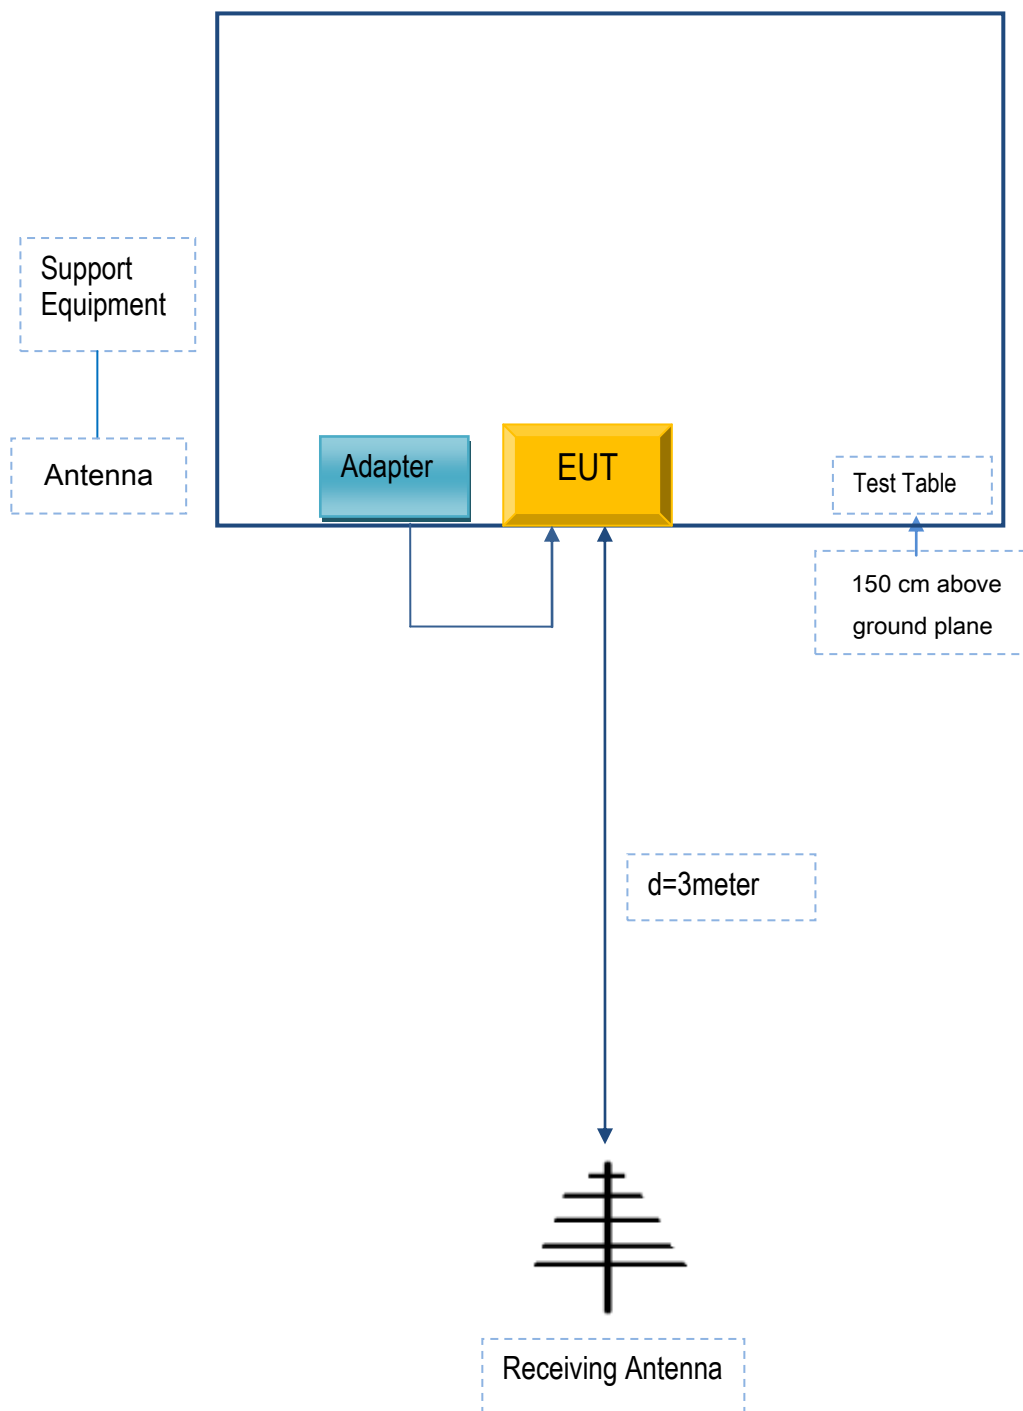 Support
Equipment
Antenna
Adapter
EUT
Test Table
150 cm above
ground plane
d=3meter
Receiving Antenna